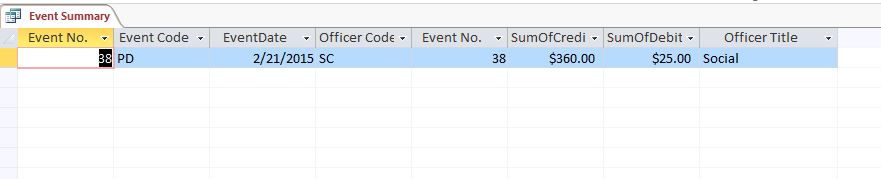 Event Summary
Event No. Event Code EventDate Officer Code Event No. SumOfCredi SumOfDebit Officer Title
38 PD 2/21/2015 SC 38 $360.00 $25.00 Social